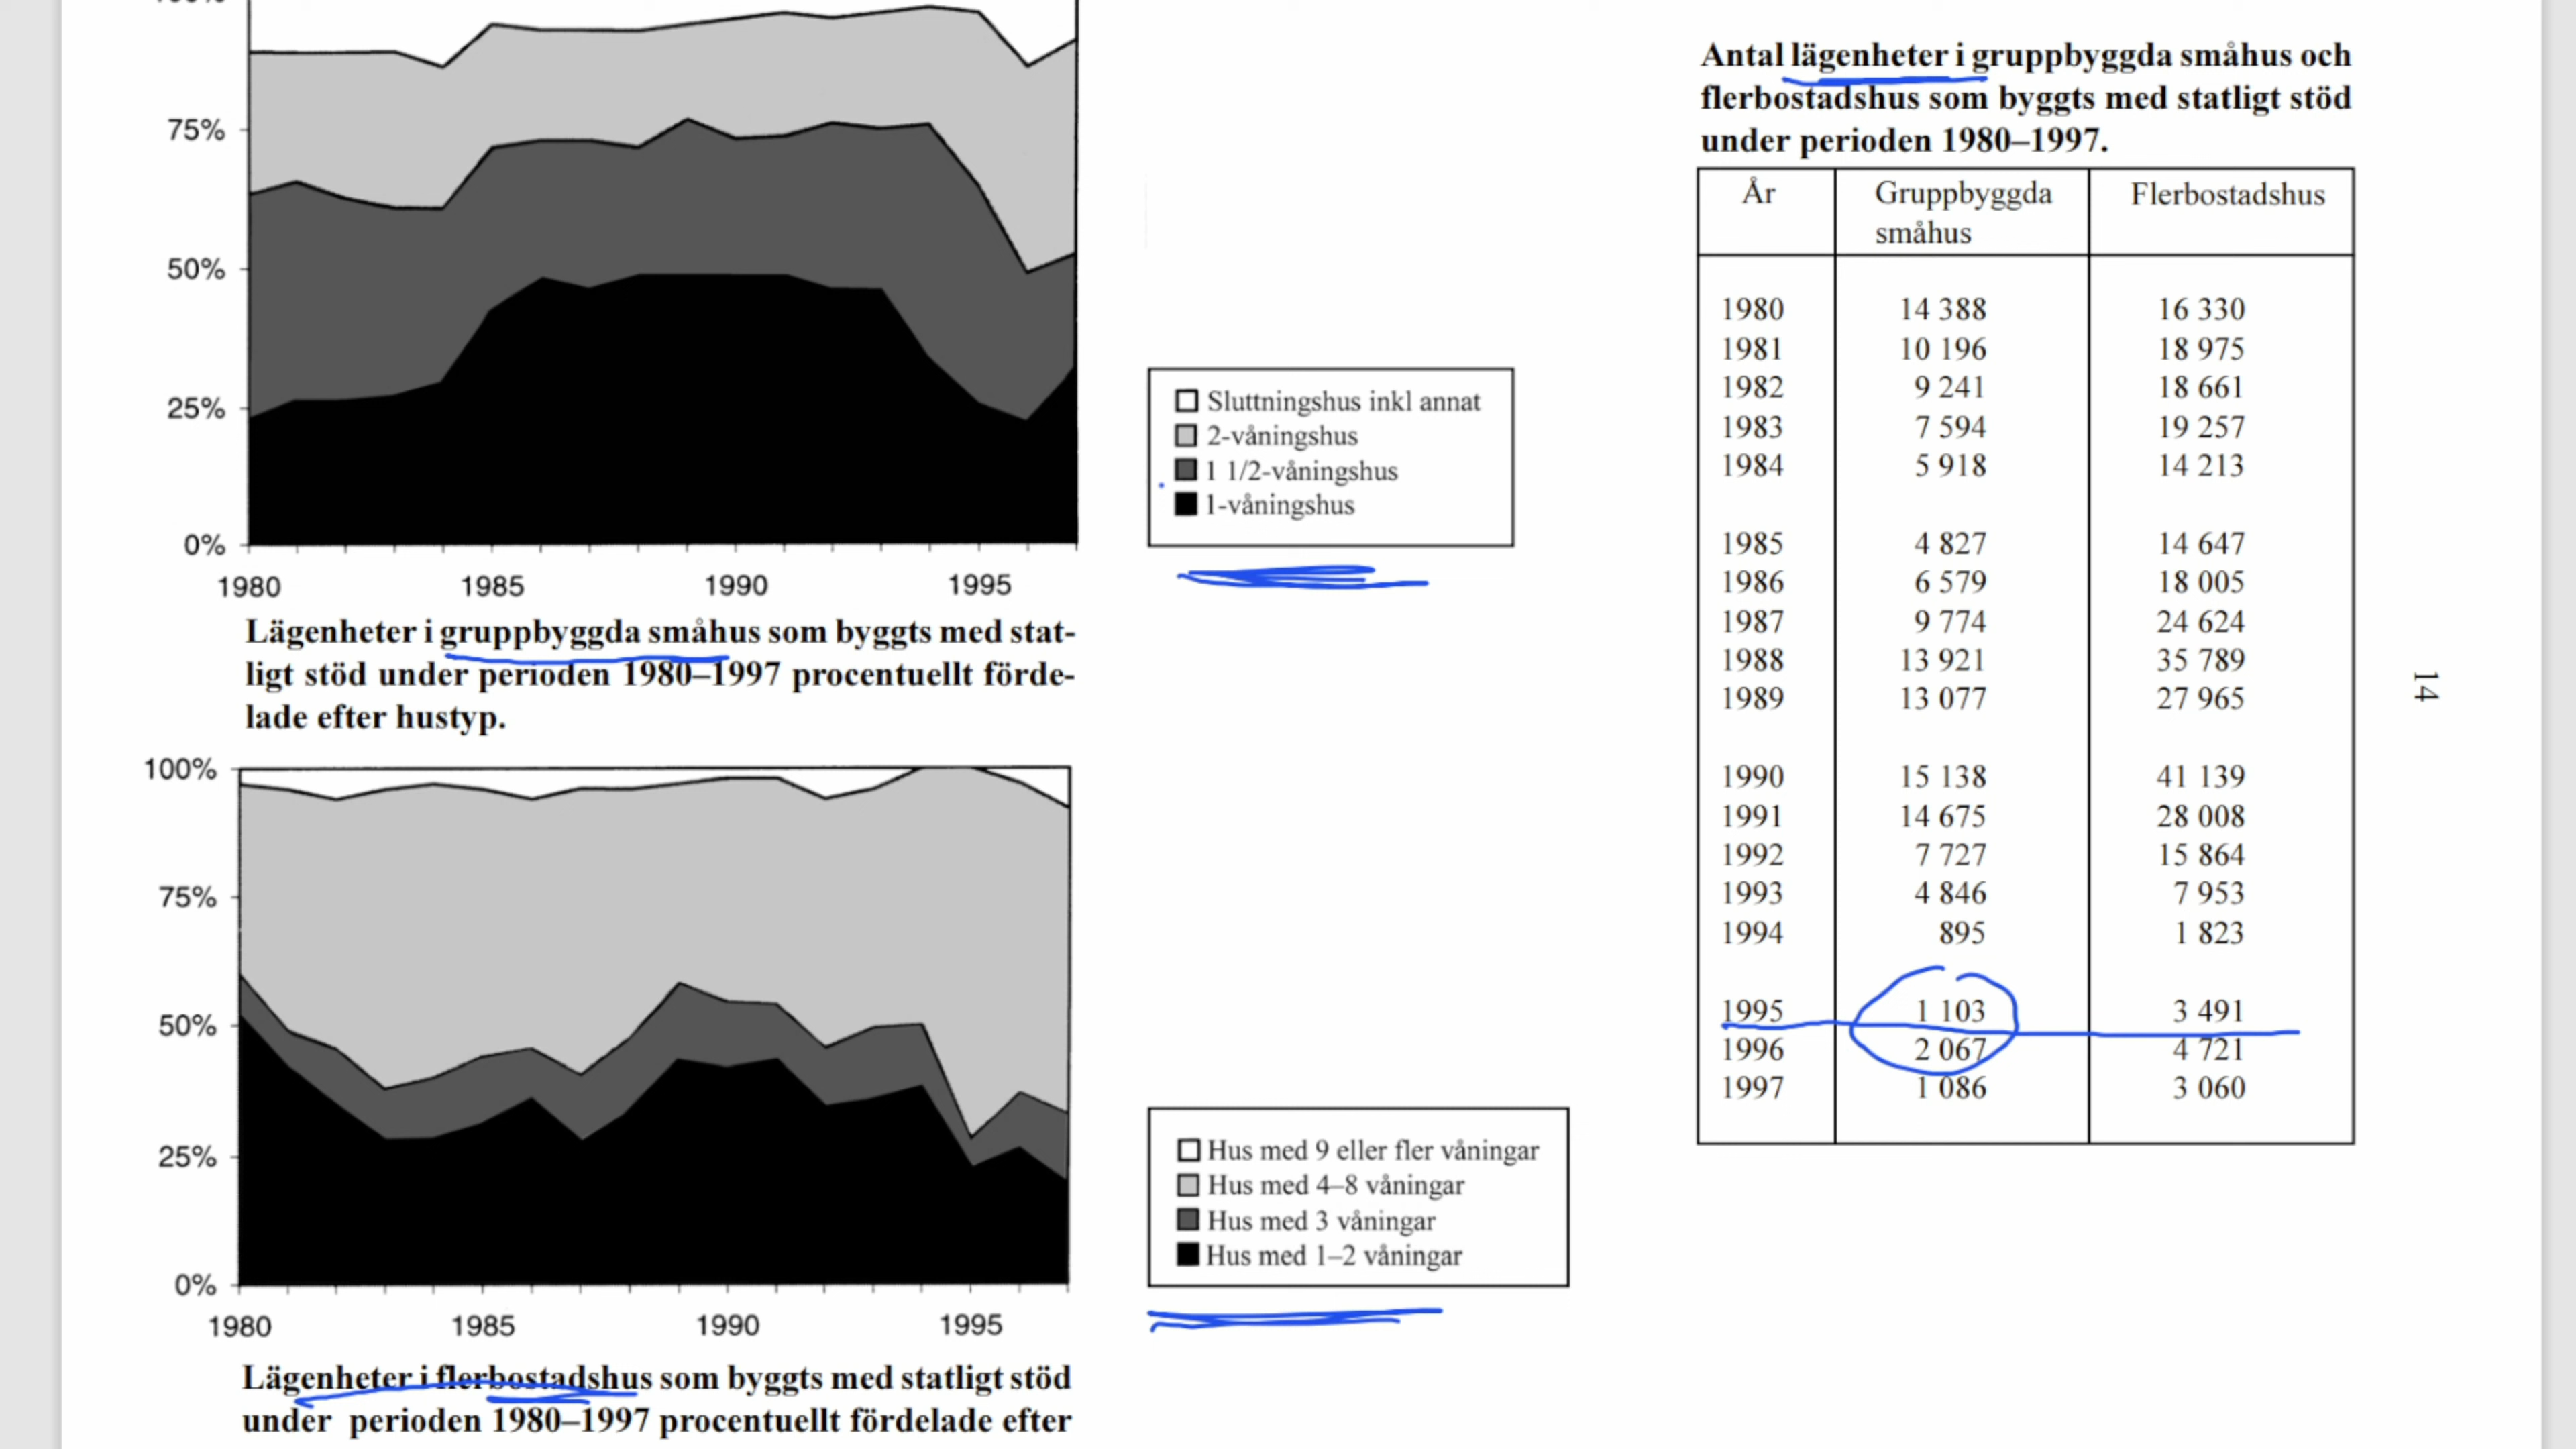 75%
50%
25%
0%
1980 1985 1990 1995
Lägenheter i gruppbyggda småhus som byggts med stat-
ligt stöd under perioden 1980–1997 procentuellt förde-
lade efter hustyp.
Sluttningshus inkl annat
2-våningshus
1 1/2-våningshus
1-våningshus
100%
75%
50%
25%
0%
1980 1985 1990 1995
Lägenheter i flerbostadshus som byggts med statligt stöd
under perioden 1980–1997 procentuellt fördelade efter
Hus med 9 eller fler våningar
Hus med 4–8 våningar
Hus med 3 våningar
Hus med 1–2 våningar
Antal lägenheter i gruppbyggda småhus och
flerbostadshus som byggts med statligt stöd
under perioden 1980–1997.
År Gruppbyggda Flerbostadshus
småhus
1980 14 388 16 330
1981 10 196 18 975
1982 9 241 18 661
1983 7 594 19 257
1984 5 918 14 213
1985 4 827 14 647
1986 6 579 18 005
1987 9 774 24 624
1988 13 921 35 789
1989 13 077 27 965
1990 15 138 41 139
1991 14 675 28 008
1992 7 727 15 864
1993 4 846 7 953
1994 895 1 823
1995 1 103 3 491
1996 2 067 4 721
1997 1 086 3 060
14